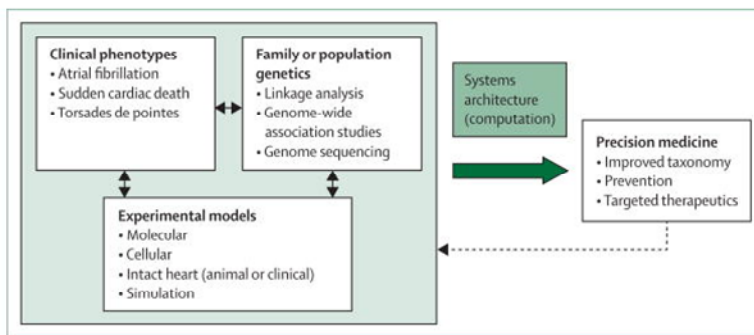 Clinical phenotypes
• Atrial fibrillation
• Sudden cardiac death
• Torsades de pointes
Family or population
genetics
• Linkage analysis
• Genome-wide
association studies
• Genome sequencing
Experimental models
• Molecular
• Cellular
• Intact heart (animal or clinical)
• Simulation
Systems
architecture
(computation)
Precision medicine
• Improved taxonomy
• Prevention
• Targeted therapeutics